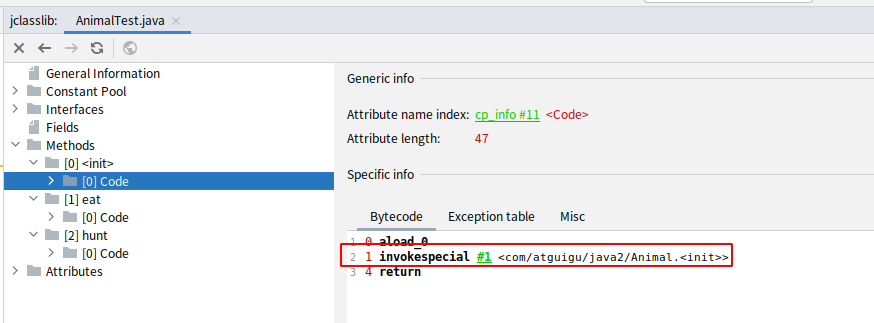 jclasslib: AnimalTest.java
General Information
Constant Pool
Interfaces
Fields
Methods
[0] <init>
[0] Code
[1] eat
[0] Code
[2] hunt
[0] Code
Attributes
Generic info
Attribute name index: cp_info #11 <Code>
Attribute length: 47
Specific info
Bytecode Exception table Misc
1 0 aload_0
2 1 invokespecial #1 <com/atguigu/java2/Animal.<init>>
3 4 return